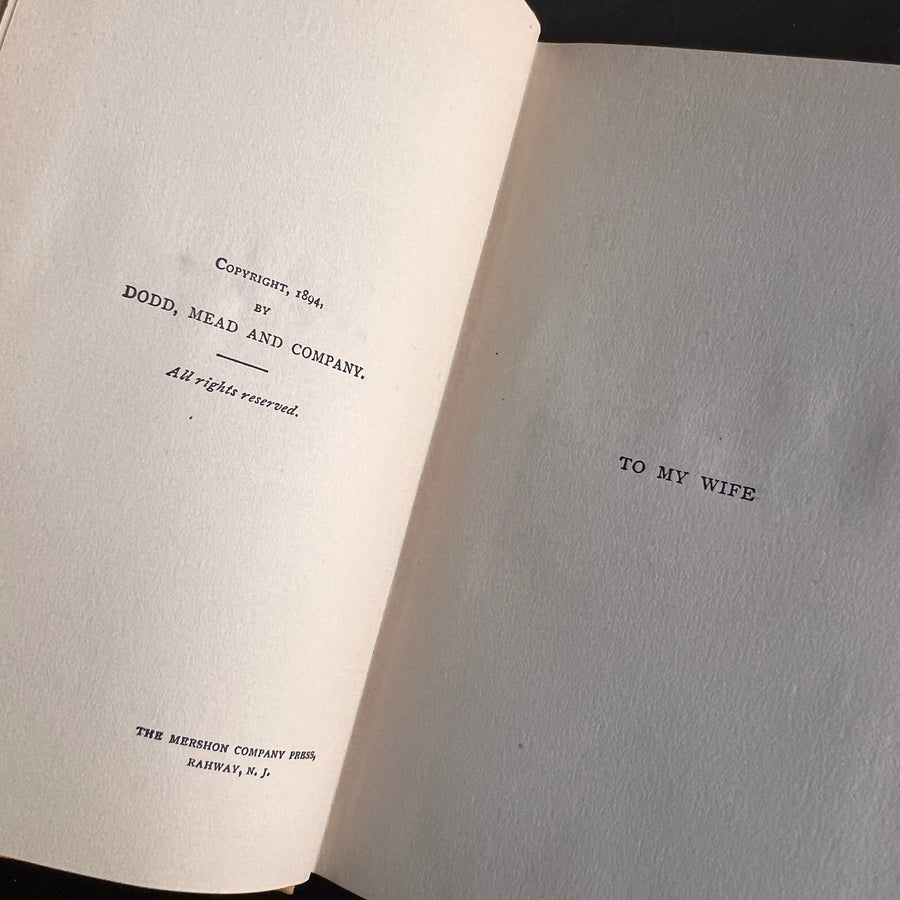 Copyright, 1894,
BY
DODD, MEAD AND COMPANY.
All rights reserved.
THE MERSHON COMPANY PRESS,
RAHWAY, N. J.
TO MY WIFE